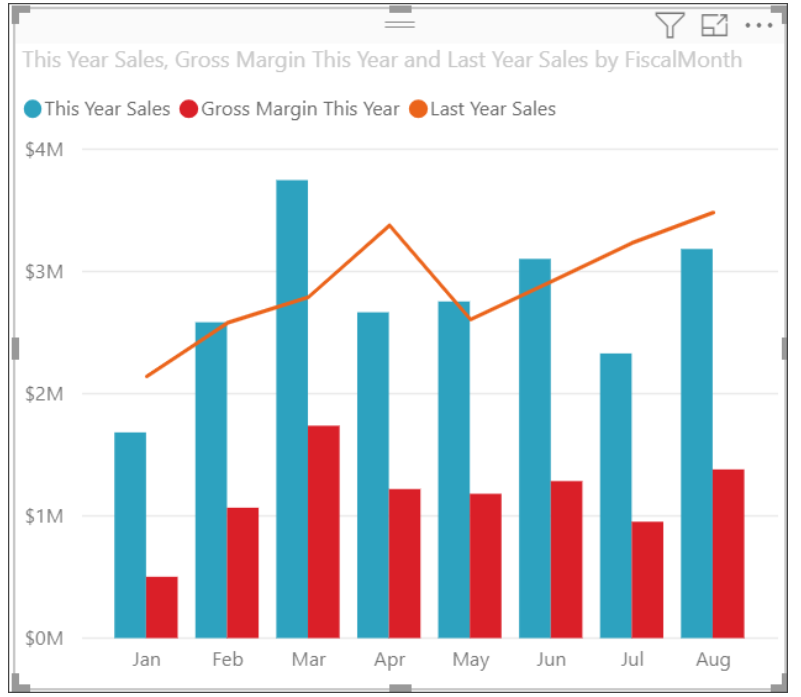 This Year Sales, Gross Margin This Year and Last Year Sales by FiscalMonth
This Year Sales Gross Margin This Year Last Year Sales
$4M
$3M
$2M
$1M
$0M
Jan Feb Mar Apr May Jun Jul Aug